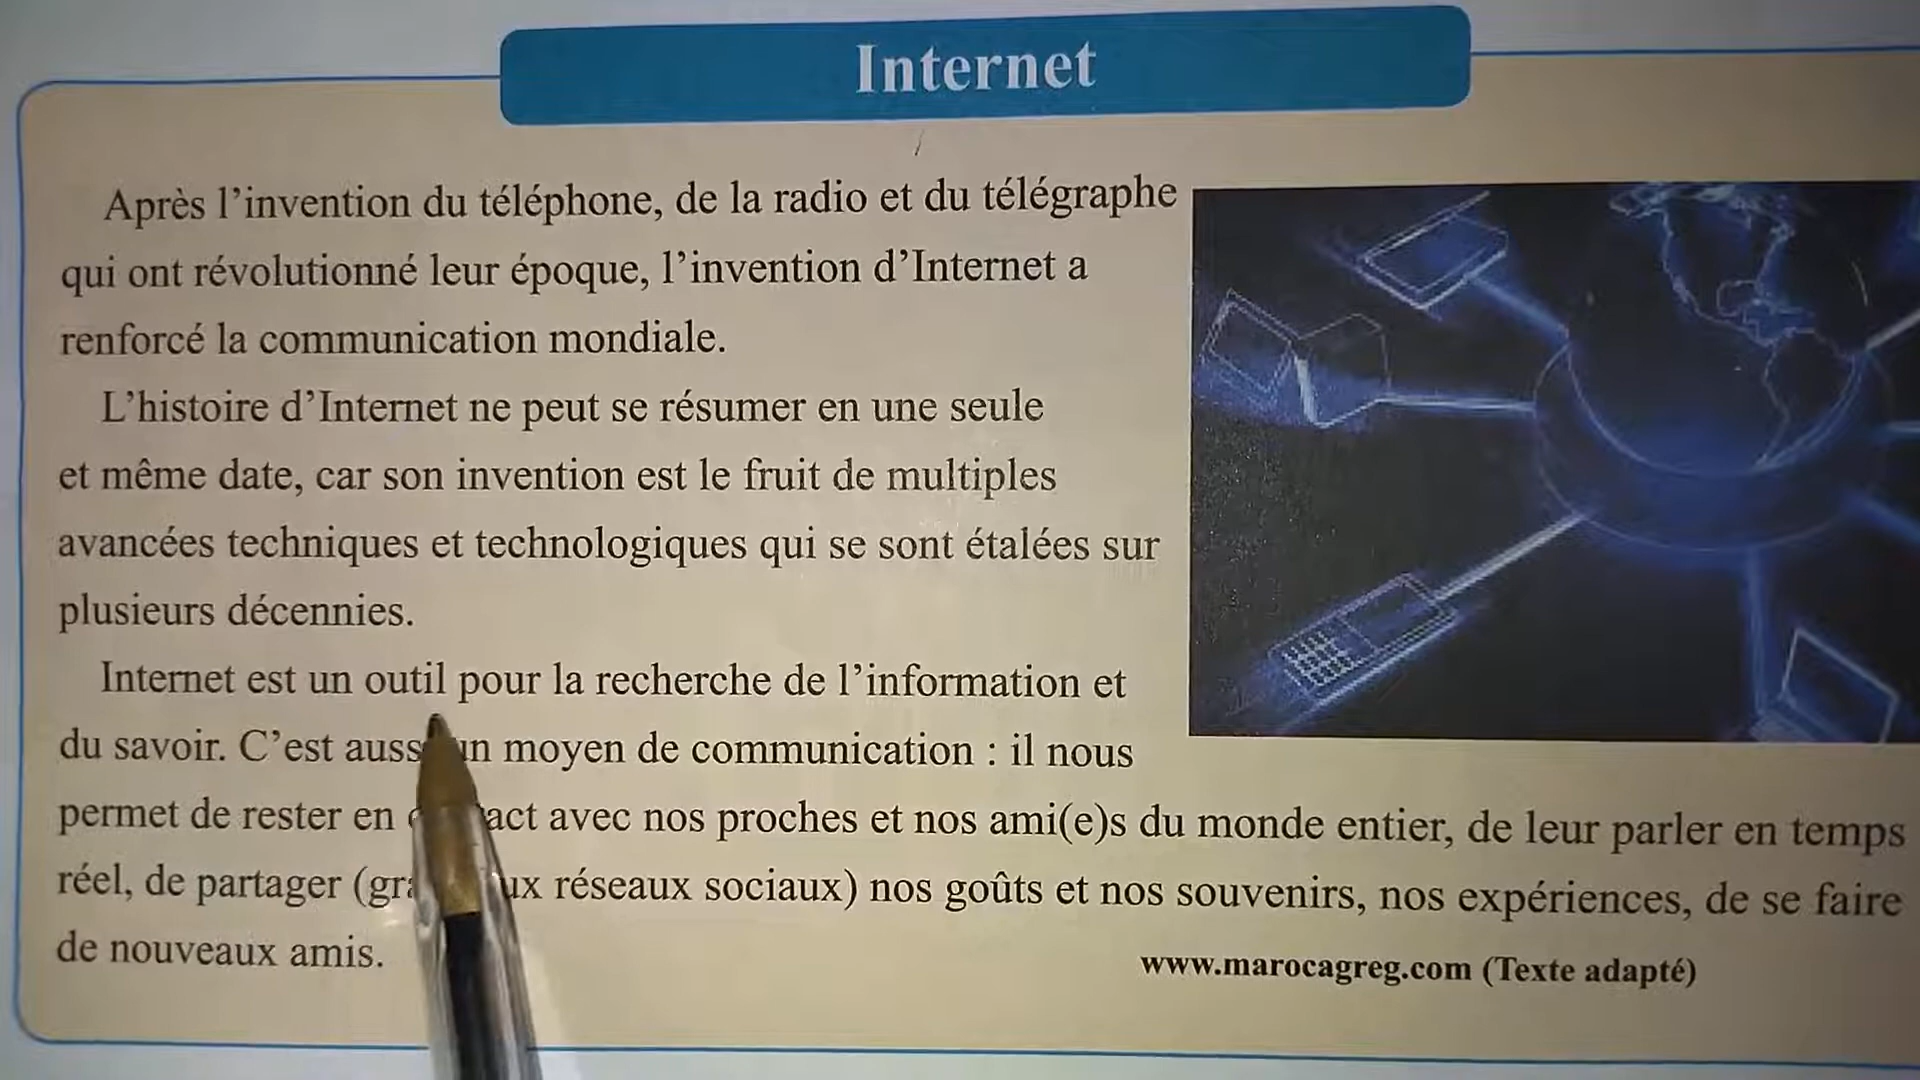 Internet
Après l'invention du téléphone, de la radio et du télégraphe
qui ont révolutionné leur époque, l'invention d'Internet a
renforcé la communication mondiale.
L'histoire d'Internet ne peut se résumer en une seule
et même date, car son invention est le fruit de multiples
avancées techniques et technologiques qui se sont étalées sur
plusieurs décennies.
Internet est un outil pour la recherche de l'information et
du savoir. C'est moyen de communication : il nous
permet de rester en avec nos proches et nos ami(e)s du monde entier, de leur parler en temps
réel, de partager réseaux sociaux) nos goûts et nos souvenirs, nos expériences, de se faire
de nouveaux amis.
www.marocagreg.com (Texte adapté)